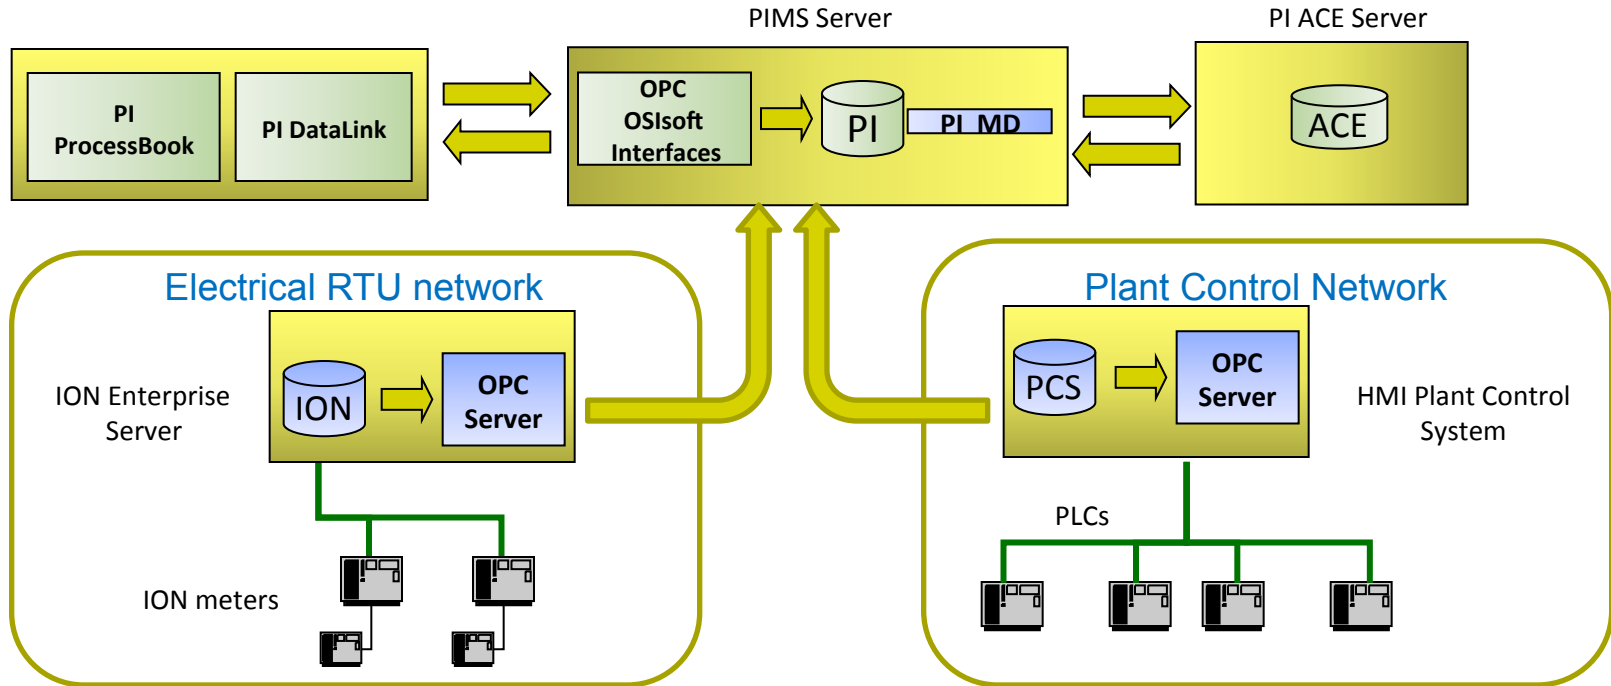 PIMS Server
PI ACE Server
PI
ProcessBook
PI DataLink
OPC
OSIsoft
Interfaces
PI
PI MD
ACE
Electrical RTU network
ION Enterprise
Server
ION
OPC
Server
ION meters
Plant Control Network
PCS
OPC
Server
HMI Plant Control
System
PLCs